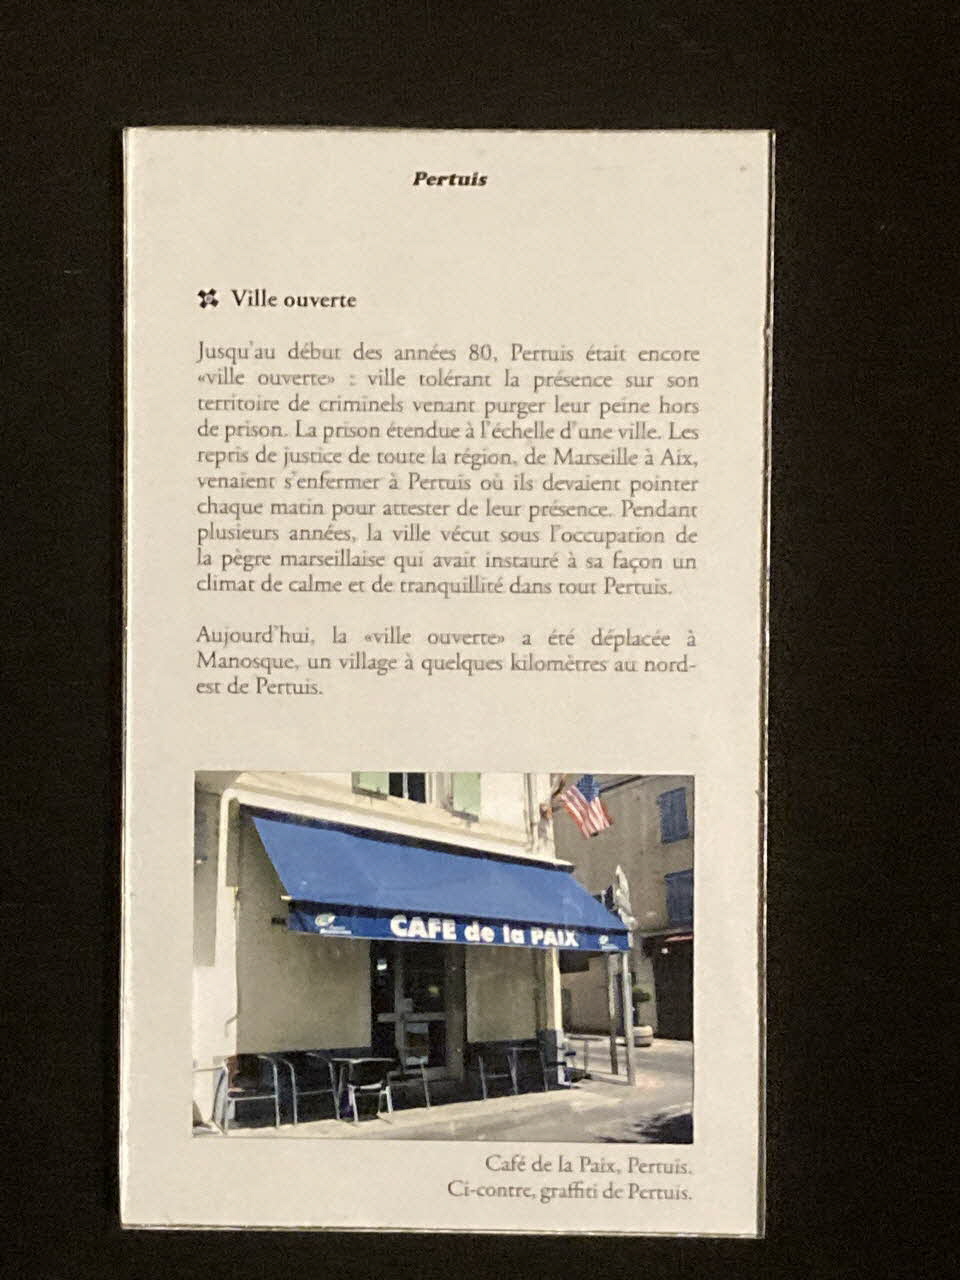 Pertuis
Ville ouverte
Jusqu'au début des années 80, Pertuis était encore
«ville ouverte» : ville tolérant la présence sur son
territoire de criminels venant purger leur peine hors
de prison. La prison étendue à l'échelle d'une ville. Les
repris de justice de toute la région, de Marseille à Aix,
venaient s'enfermer à Pertuis où ils devaient pointer
chaque matin pour attester de leur présence. Pendant
plusieurs années, la ville vécut sous l'occupation de
la pègre marseillaise qui avait instauré à sa façon un
climat de calme et de tranquillité dans tout Pertuis.
Aujourd'hui, la «ville ouverte» a été déplacée à
Manosque, un village à quelques kilomètres au nord-
est de Pertuis.
CAFE de la PAIX
Café de la Paix, Pertuis.
Ci-contre, graffiti de Pertuis.